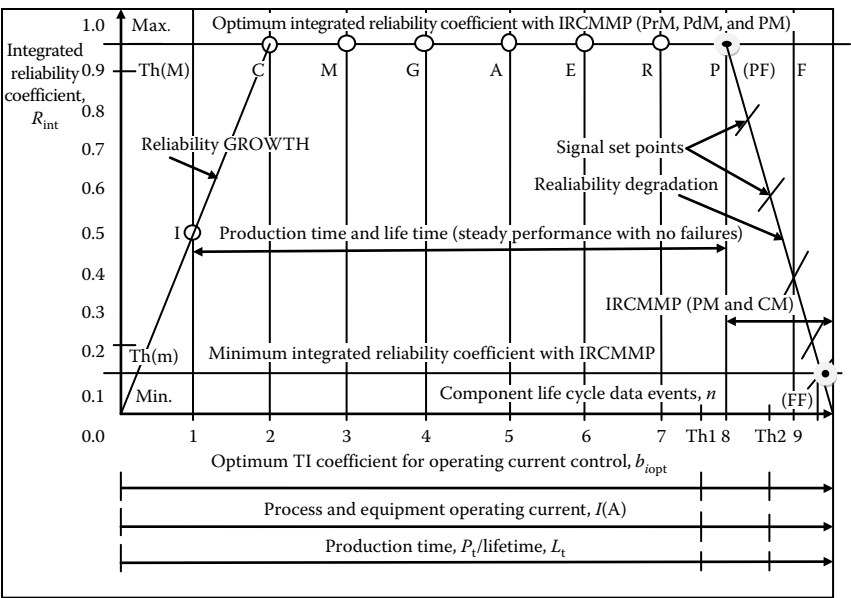 1.0 Max. Optimum integrated reliability coefficient with IRCMMP (PrM, PdM, and PM)
Integrated
reliability
coefficient,
R_int
0.9 Th(M) C M G A E R P (PF) F
0.8
Reliability GROWTH
0.7 Signal set points
0.6 Realiability degradation
0.5 I Production time and life time (steady performance with no failures)
0.4
0.3 IRCMMP (PM and CM)
0.2 Th(m) Minimum integrated reliability coefficient with IRCMMP
0.1 Min. Component life cycle data events, n (FF)
0.0 1 2 3 4 5 6 7 Th1 8 Th2 9
Optimum TI coefficient for operating current control, b_iopt
Process and equipment operating current, I(A)
Production time, P_t/lifetime, L_t